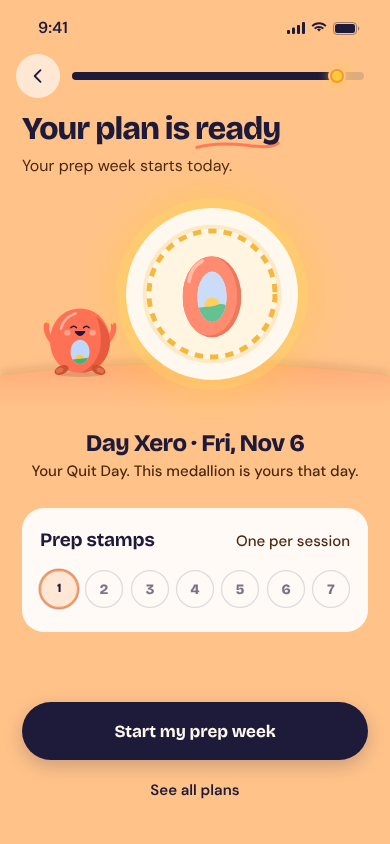 9:41
Your plan is ready
Your prep week starts today.
Day Xero · Fri, Nov 6
Your Quit Day. This medallion is yours that day.
Prep stamps One per session
1 2 3 4 5 6 7
Start my prep week
See all plans